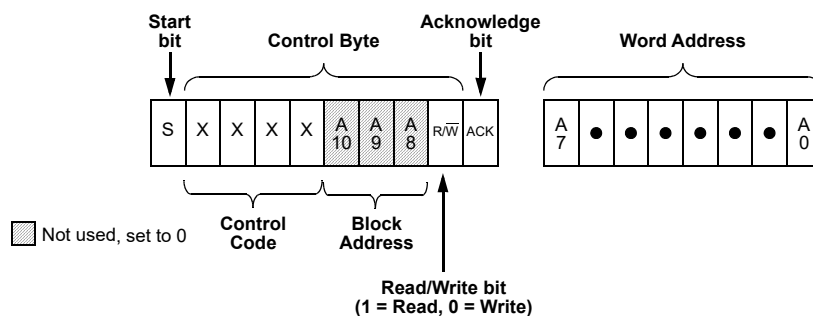 Start
bit
Control Byte
Acknowledge
bit
Word Address
S X X X X A
10 A
9 A
8 R/W̅ ACK
A
7 ● ● ● ● ● ● A
0
Control
Code
Block
Address
Not used, set to 0
Read/Write bit
(1 = Read, 0 = Write)